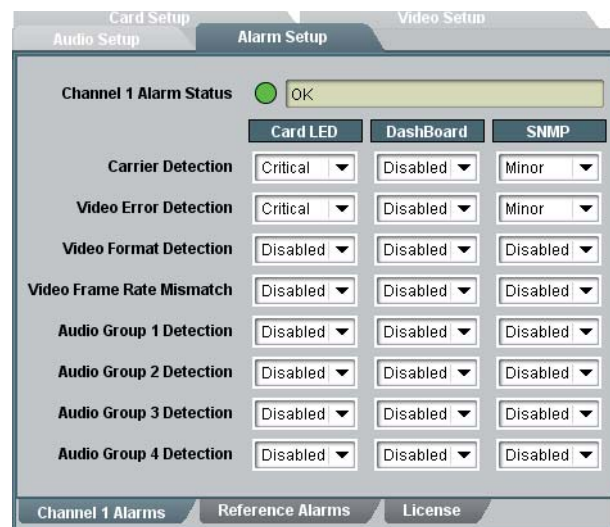 Card Setup Video Setup
Audio Setup Alarm Setup
Channel 1 Alarm Status OK
Card LED DashBoard SNMP
Carrier Detection Critical Disabled Minor
Video Error Detection Critical Disabled Minor
Video Format Detection Disabled Disabled Disabled
Video Frame Rate Mismatch Disabled Disabled Disabled
Audio Group 1 Detection Disabled Disabled Disabled
Audio Group 2 Detection Disabled Disabled Disabled
Audio Group 3 Detection Disabled Disabled Disabled
Audio Group 4 Detection Disabled Disabled Disabled
Channel 1 Alarms Reference Alarms License